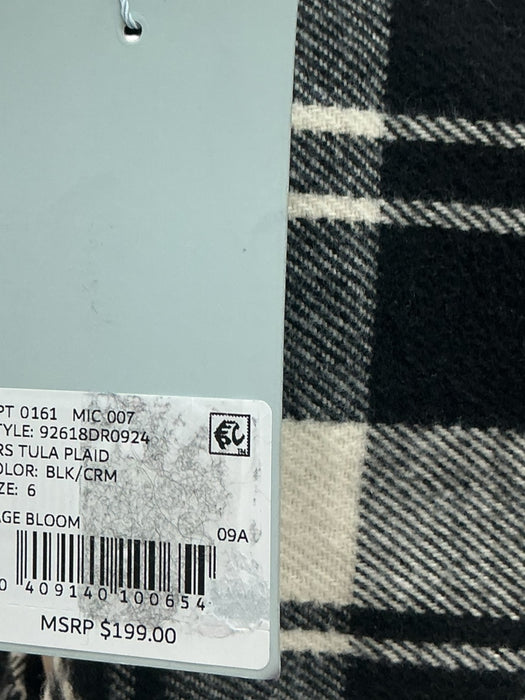 PT 0161 MIC 007
TYLE: 92618DR0924
RS TULA PLAID
OLOR: BLK/CRM
ZE: 6
AGE BLOOM
09A
0 409140 100654
MSRP $199.00